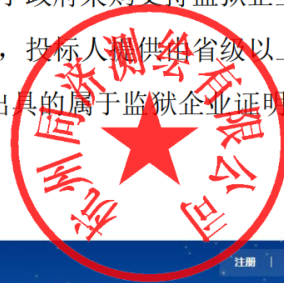 政府采购支持监狱企业
，投标人提供由省级以上
出具的属于监狱企业证明
杭州同济测绘有限公司
注册 |